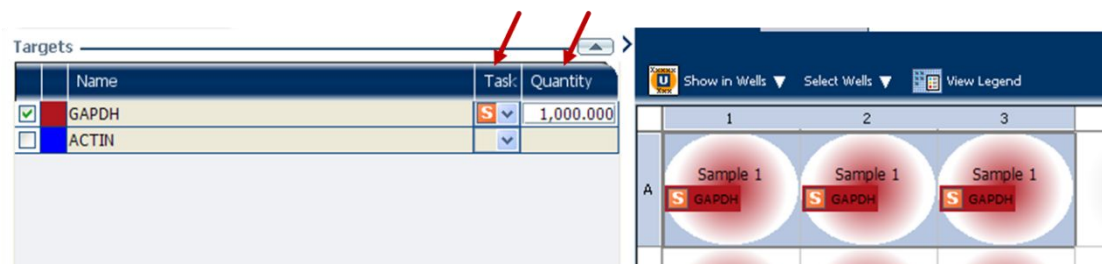 Targets
Name Task Quantity
GAPDH S 1,000.000
ACTIN
U Show in Wells ▼ Select Wells ▼ View Legend
1 2 3
A
Sample 1 Sample 1 Sample 1
S GAPDH S GAPDH S GAPDH